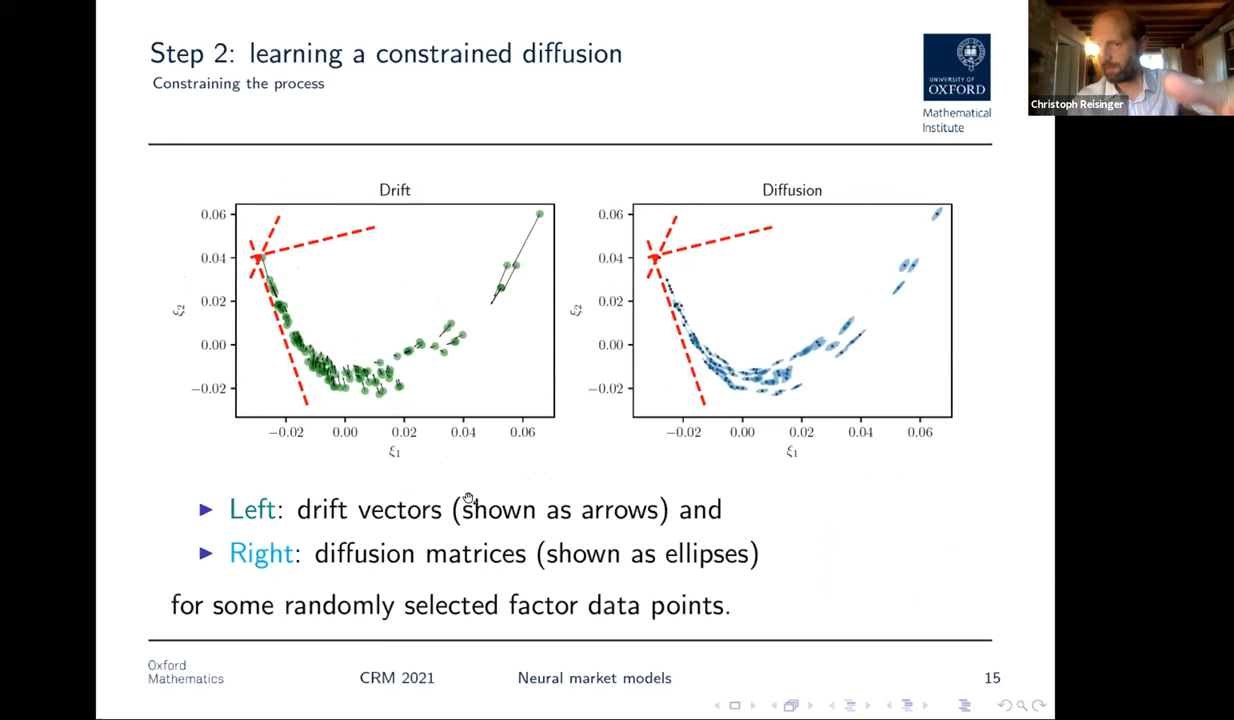 Step 2: learning a constrained diffusion
Constraining the process
UNIVERSITY OF
OXFORD
Mathematical
Institute
Christoph Reisinger
Drift
0.06
0.04
0.02
0.00
−0.02
ξ2
−0.02 0.00 0.02 0.04 0.06
ξ1
Diffusion
0.06
0.04
0.02
0.00
−0.02
ξ2
−0.02 0.00 0.02 0.04 0.06
ξ1
Left: drift vectors (shown as arrows) and
Right: diffusion matrices (shown as ellipses)
for some randomly selected factor data points.
Oxford
Mathematics
CRM 2021 Neural market models 15